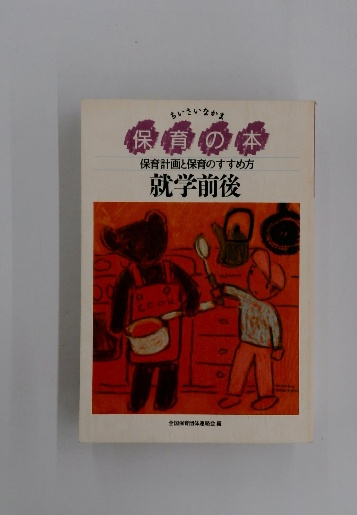 ちいさいなかま
保育の本
保育計画と保育のすすめ方
就学前後
COOK
全国保育団体連絡会編